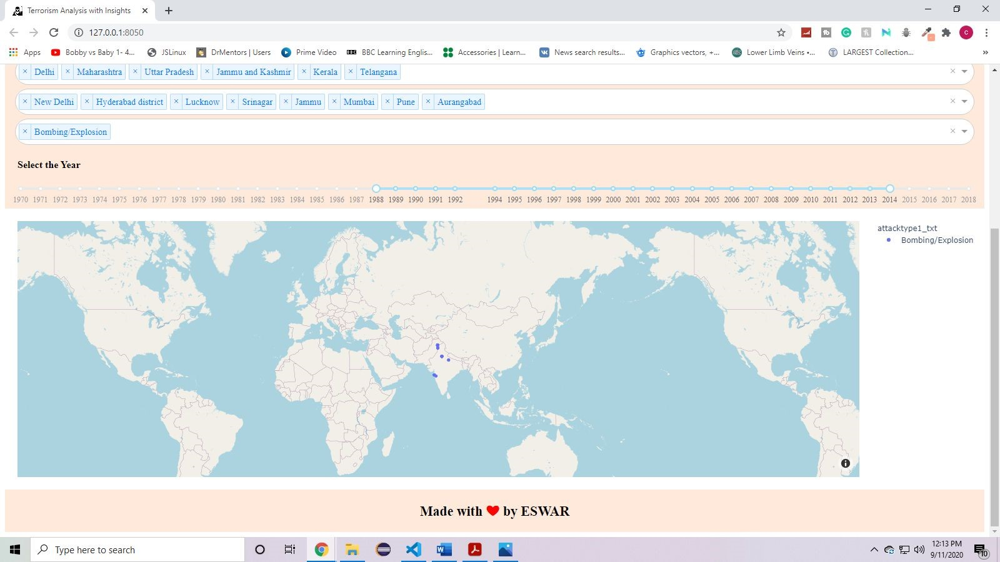 Terrorism Analysis with Insights
127.0.0.1:8050
Apps Bobby vs Baby 1- 4... JSLinux DrMentors | Users Prime Video BBC BBC Learning Englis... Accessories | Learn... News search results... Graphics vectors, +... Lower Limb Veins •... LARGEST Collection... »
× Delhi × Maharashtra × Uttar Pradesh × Jammu and Kashmir × Kerala × Telangana ×
× New Delhi × Hyderabad district × Lucknow × Srinagar × Jammu × Mumbai × Pune × Aurangabad ×
× Bombing/Explosion ×
Select the Year
1970 1971 1972 1973 1974 1975 1976 1977 1978 1979 1980 1981 1982 1983 1984 1985 1986 1987 1988 1989 1990 1991 1992 1994 1995 1996 1997 1998 1999 2000 2001 2002 2003 2004 2005 2006 2007 2008 2009 2010 2011 2012 2013 2014 2015 2016 2017 2018
attacktype1_txt
Bombing/Explosion
Made with ❤ by ESWAR
Type here to search
12:13 PM
9/11/2020
10